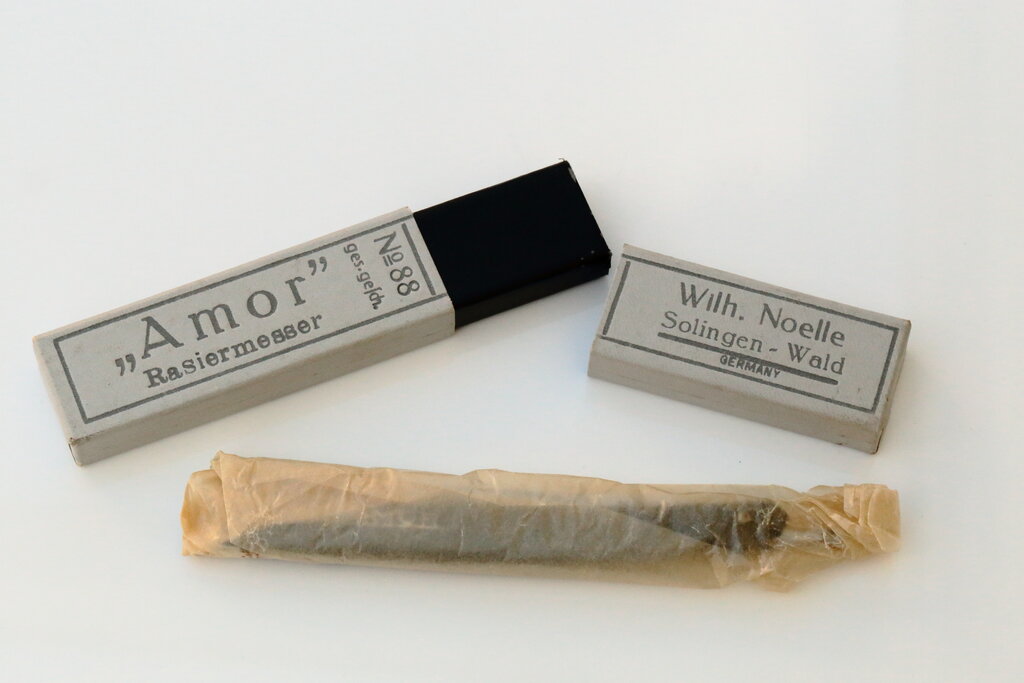 „Amor”
Rasiermesser
№ 88
ges. gesch.
Wilh. Noelle
Solingen - Wald
GERMANY